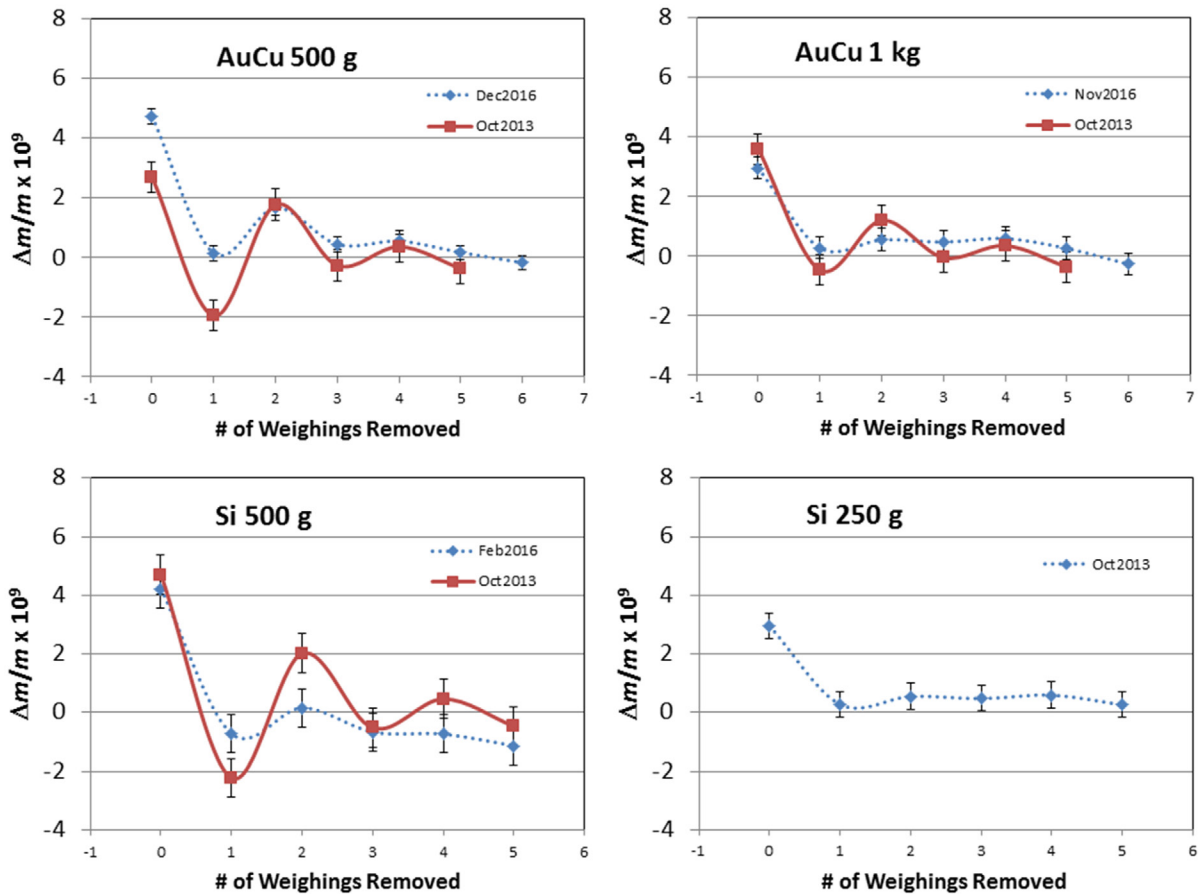 AuCu 500 g
Δm/m x 10⁹
8
6
4
2
0
-2
-4
Dec2016
Oct2013
-1 0 1 2 3 4 5 6 7
# of Weighings Removed
AuCu 1 kg
Δm/m x 10⁹
8
6
4
2
0
-2
-4
Nov2016
Oct2013
-1 0 1 2 3 4 5 6 7
# of Weighings Removed
Si 500 g
Δm/m x 10⁹
8
6
4
2
0
-2
-4
Feb2016
Oct2013
-1 0 1 2 3 4 5 6
# of Weighings Removed
Si 250 g
Δm/m x 10⁹
8
6
4
2
0
-2
-4
Oct2013
-1 0 1 2 3 4 5 6
# of Weighings Removed